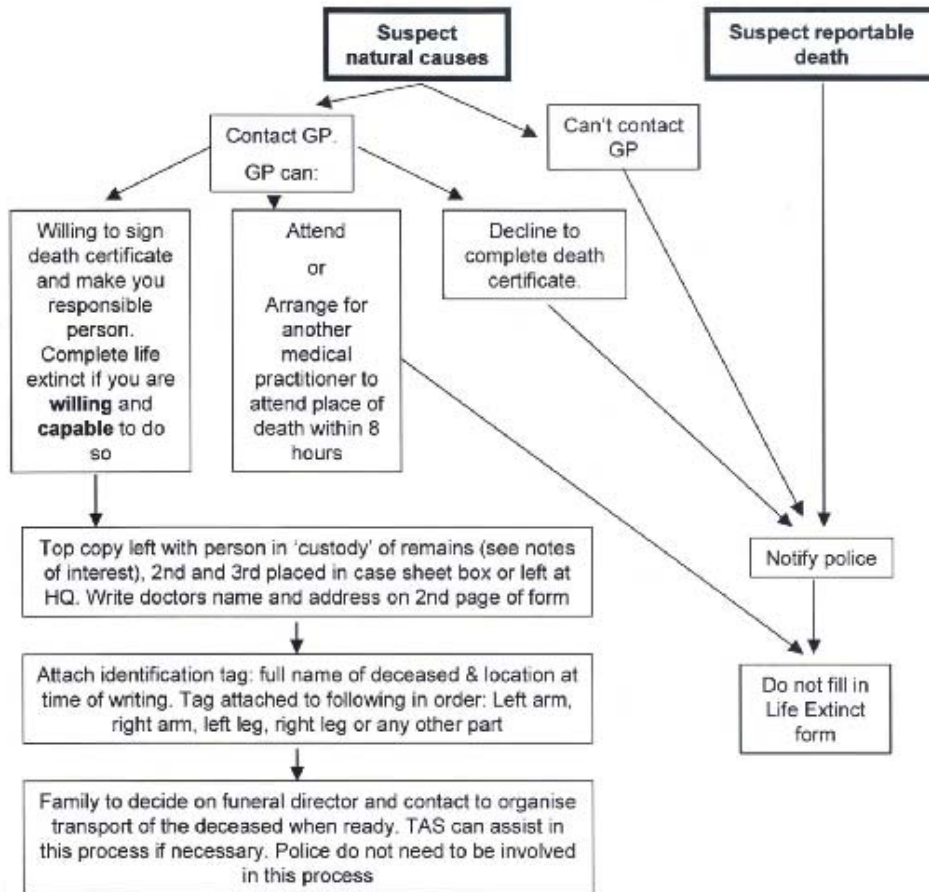 Suspect
natural causes
Suspect reportable
death
Contact GP.
GP can:
Can't contact
GP
Willing to sign
death certificate
and make you
responsible
person.
Complete life
extinct if you are
willing and
capable to do
so
Attend
or
Arrange for
another
medical
practitioner to
attend place of
death within 8
hours
Decline to
complete death
certificate.
Top copy left with person in ‘custody’ of remains (see notes
of interest), 2nd and 3rd placed in case sheet box or left at
HQ. Write doctors name and address on 2nd page of form
Notify police
Attach identification tag: full name of deceased & location at
time of writing. Tag attached to following in order: Left arm,
right arm, left leg, right leg or any other part
Do not fill in
Life Extinct
form
Family to decide on funeral director and contact to organise
transport of the deceased when ready. TAS can assist in
this process if necessary. Police do not need to be involved
in this process